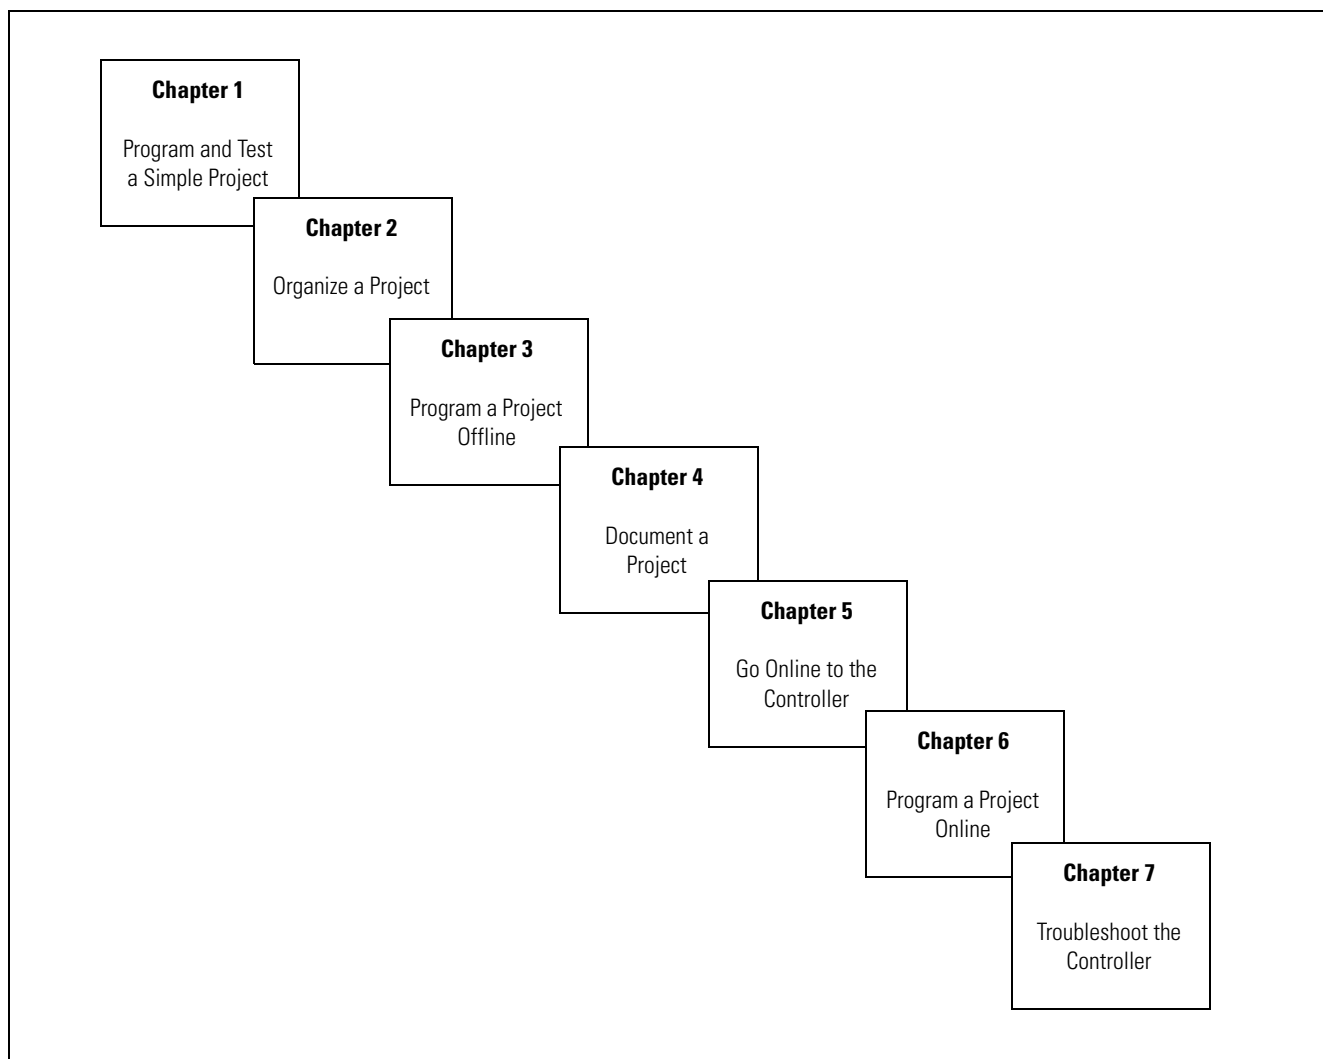 Chapter 1
Program and Test
a Simple Project
Chapter 2
Organize a Project
Chapter 3
Program a Project
Offline
Chapter 4
Document a
Project
Chapter 5
Go Online to the
Controller
Chapter 6
Program a Project
Online
Chapter 7
Troubleshoot the
Controller